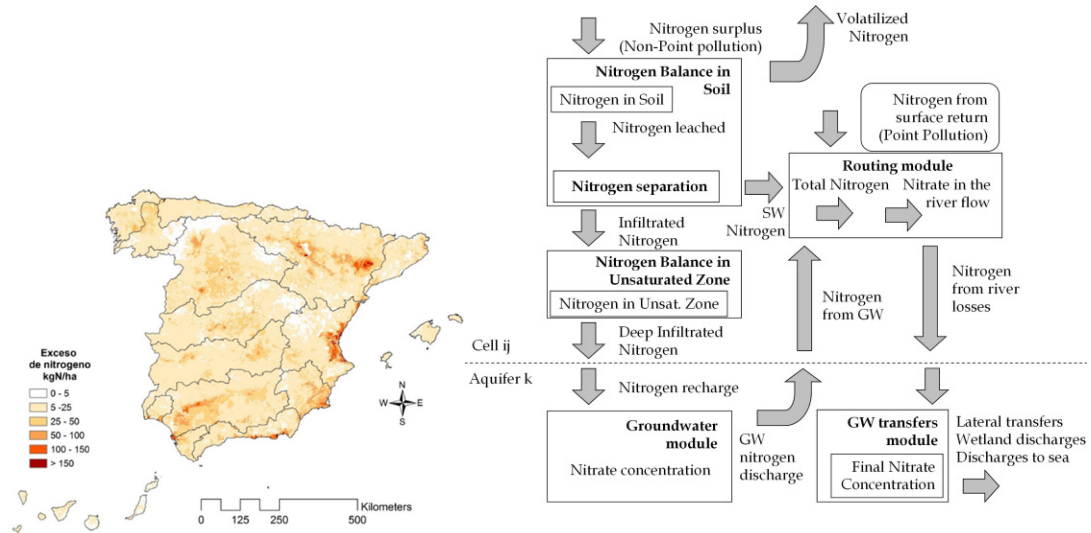 Exceso
de nitrogeno
kgN/ha
0 - 5
5 -25
25 - 50
50 - 100
100 - 150
> 150
N
W
E
S
Kilometers
0
125
250
500
Nitrogen surplus
(Non-Point pollution)
Volatilized
Nitrogen
Nitrogen Balance in
Soil
Nitrogen in Soil
Nitrogen leached
Nitrogen separation
Nitrogen from
surface return
(Point Pollution)
Routing module
Total Nitrogen
Nitrate in the
river flow
SW
Nitrogen
Infiltrated
Nitrogen
Nitrogen Balance in
Unsaturated Zone
Nitrogen in Unsat. Zone
Deep Infiltrated
Nitrogen
Nitrogen
from GW
Nitrogen
from river
losses
Cell ij
Aquifer k
Nitrogen recharge
Groundwater
module
Nitrate concentration
GW
nitrogen
discharge
GW transfers
module
Final Nitrate
Concentration
Lateral transfers
Wetland discharges
Discharges to sea